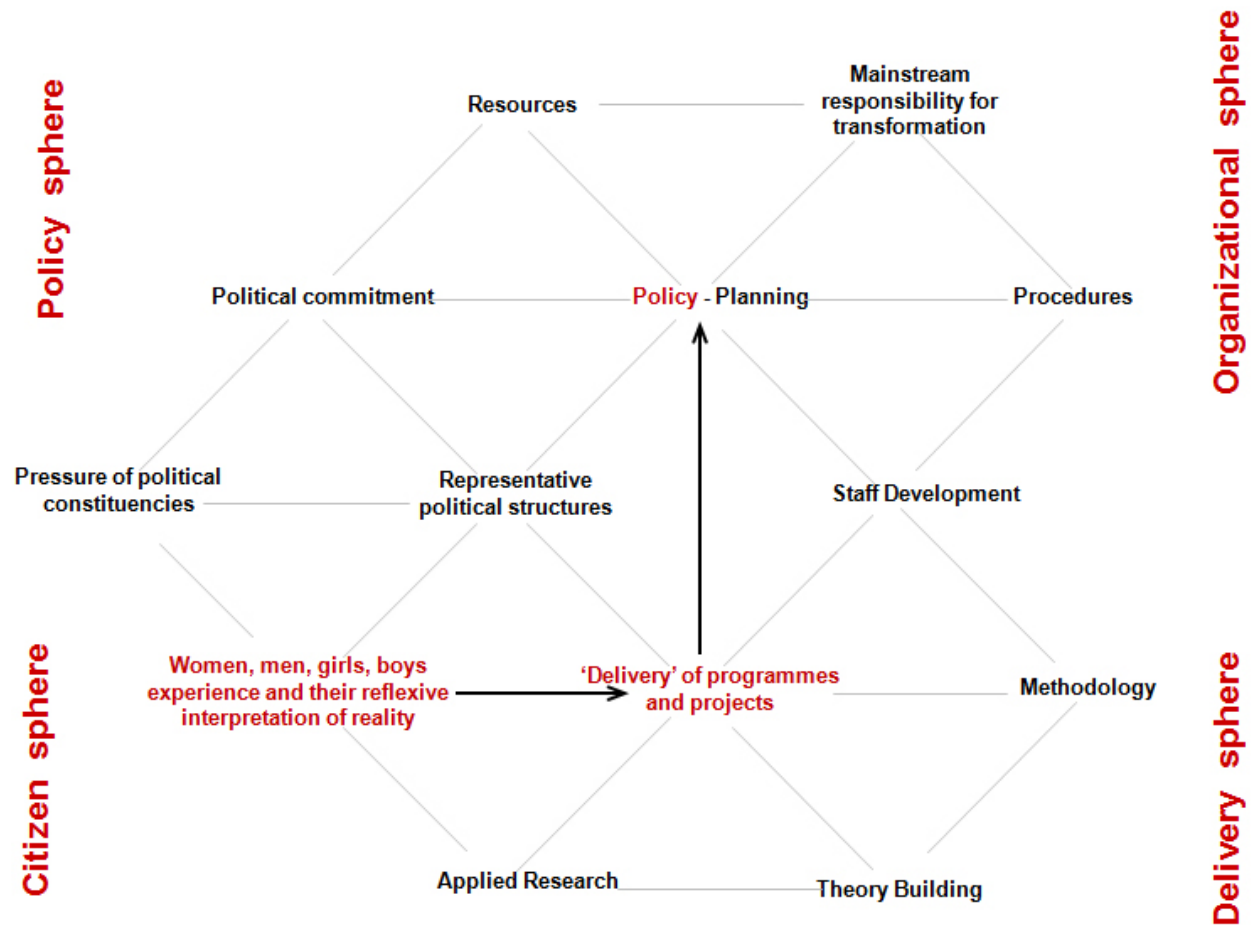 Policy sphere
Organizational sphere
Resources
Mainstream
responsibility for
transformation
Political commitment
Policy - Planning
Procedures
Pressure of political
constituencies
Representative
political structures
Staff Development
Women, men, girls, boys
experience and their reflexive
interpretation of reality
‘Delivery’ of programmes
and projects
Methodology
Citizen sphere
Delivery sphere
Applied Research
Theory Building